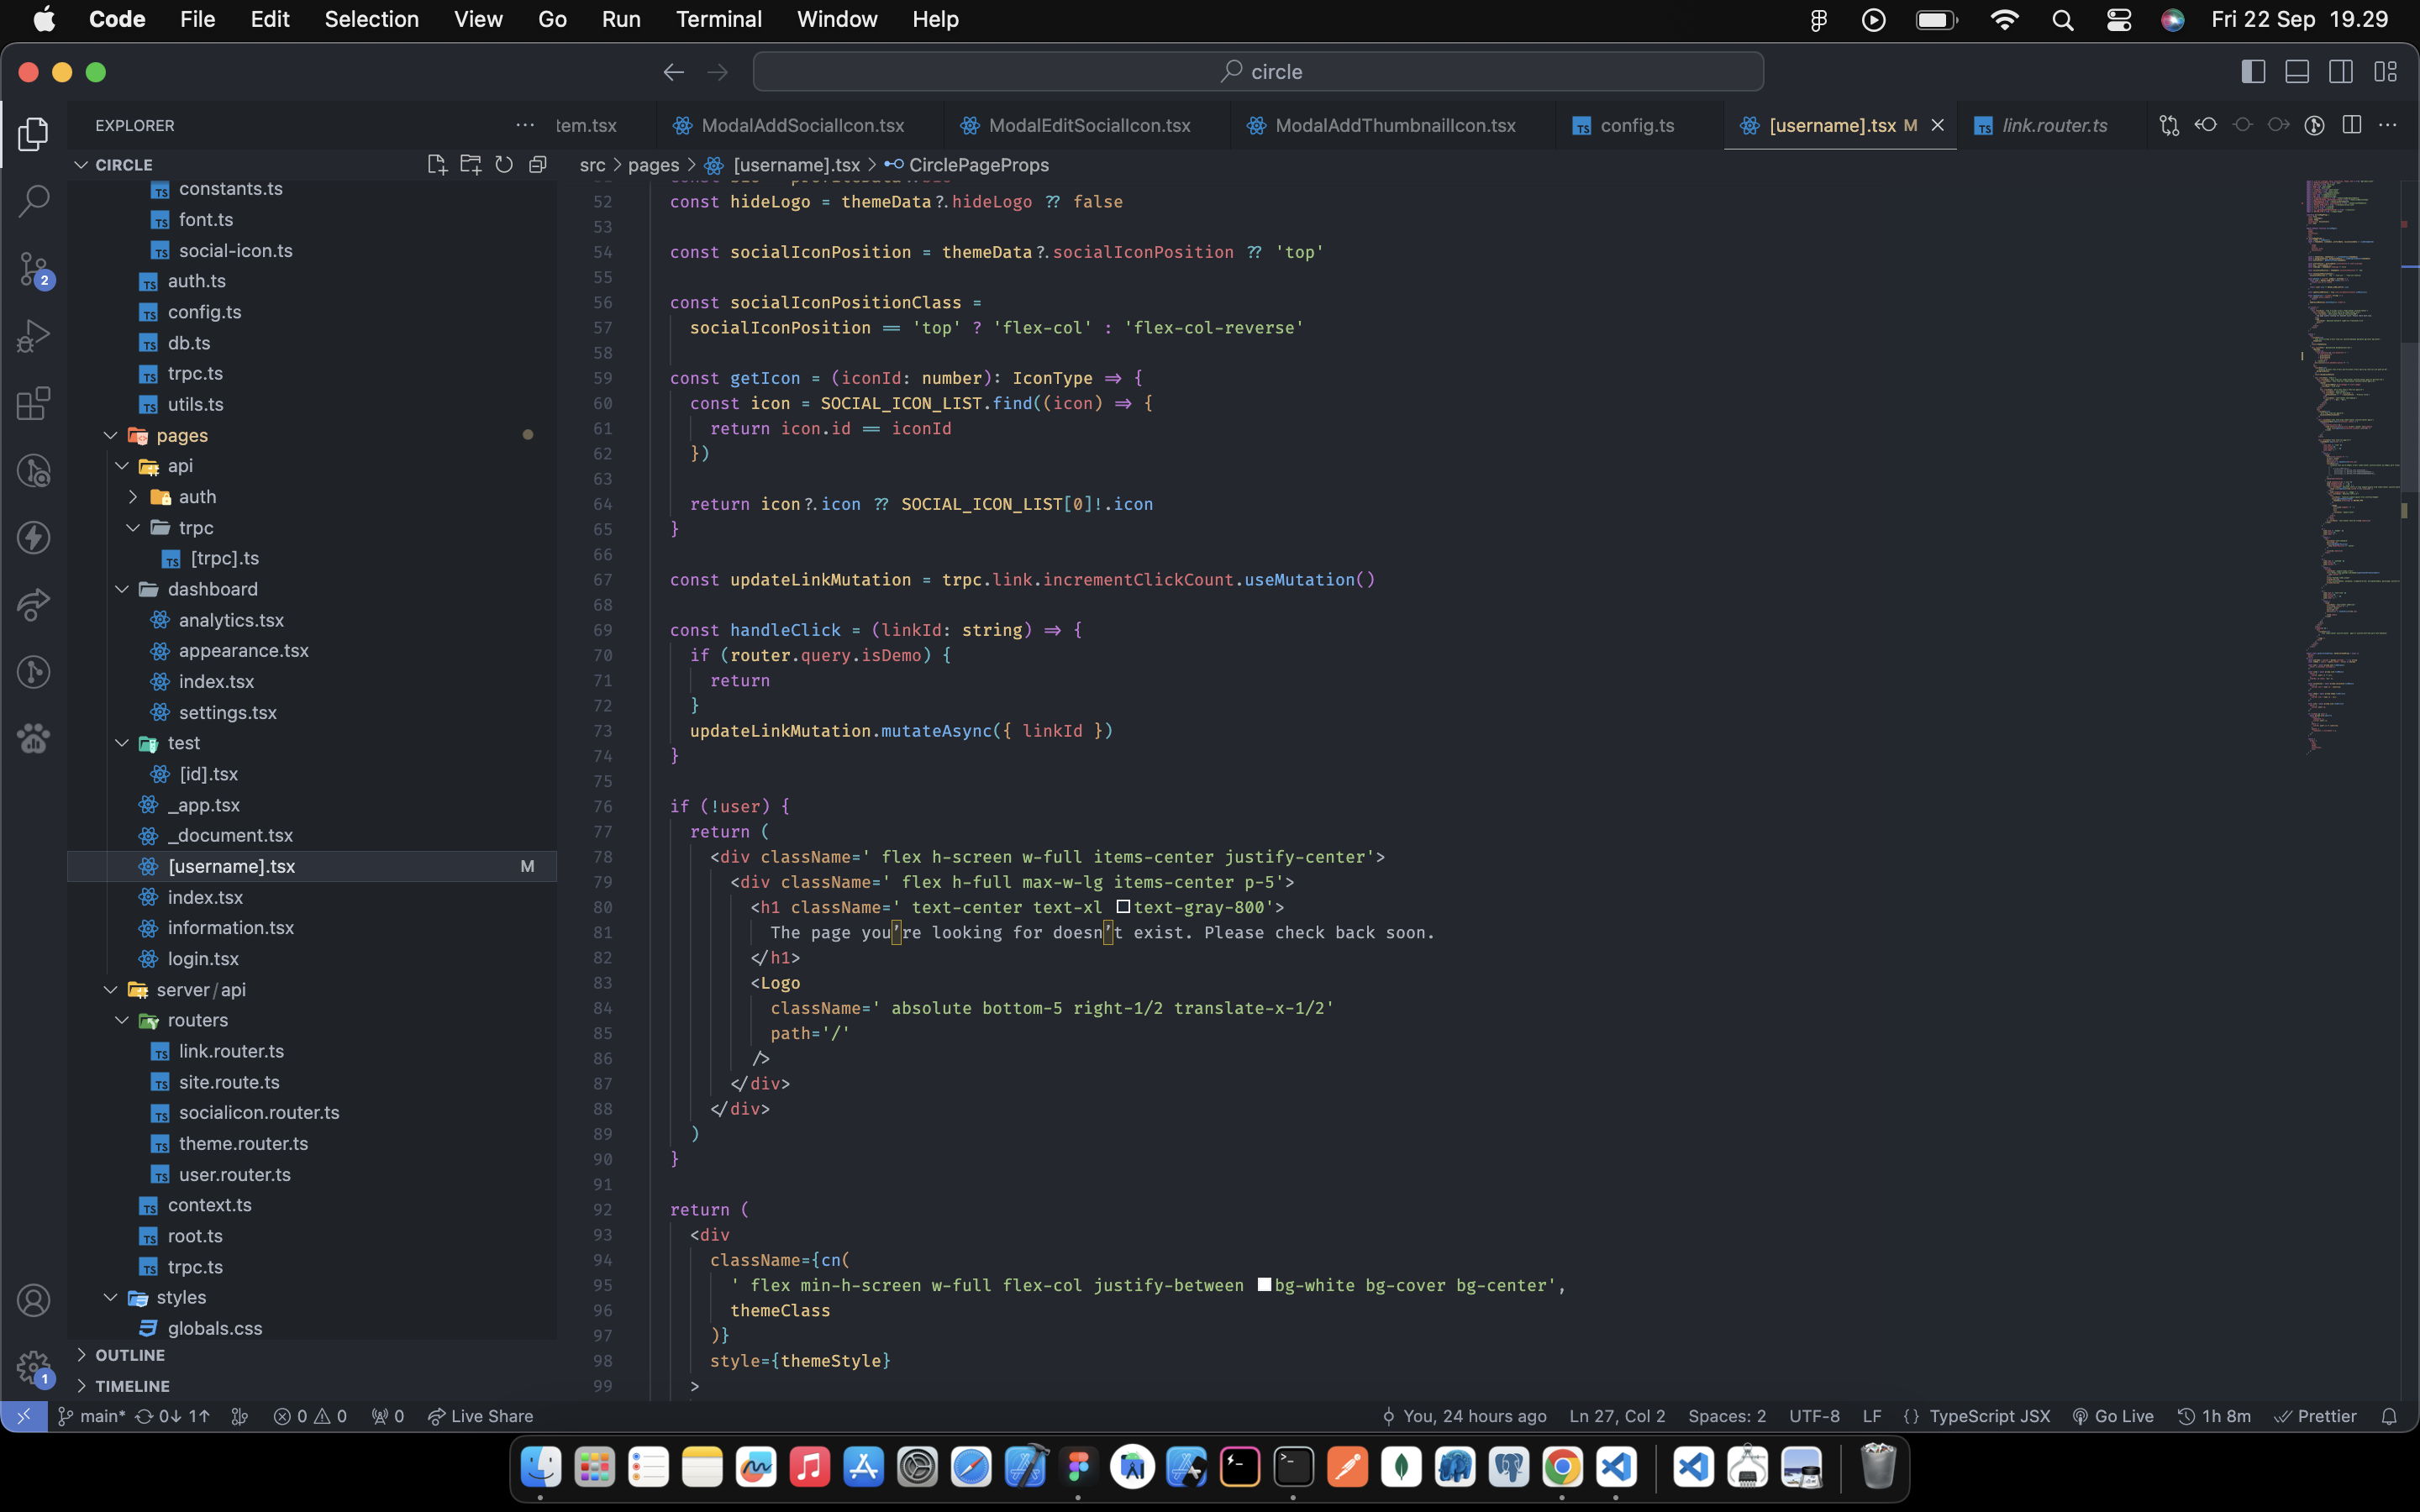 Code File Edit Selection View Go Run Terminal Window Help Fri 22 Sep 19.29
circle
EXPLORER
tem.tsx ModalAddSocialIcon.tsx ModalEditSocialIcon.tsx ModalAddThumbnailIcon.tsx config.ts [username].tsx M link.router.ts
CIRCLE
src > pages > [username].tsx > CirclePageProps
constants.ts
font.ts
social-icon.ts
auth.ts
config.ts
db.ts
trpc.ts
utils.ts
pages
api
auth
trpc
[trpc].ts
dashboard
analytics.tsx
appearance.tsx
index.tsx
settings.tsx
test
[id].tsx
_app.tsx
_document.tsx
[username].tsx M
index.tsx
information.tsx
login.tsx
server/api
routers
link.router.ts
site.route.ts
socialicon.router.ts
theme.router.ts
user.router.ts
context.ts
root.ts
trpc.ts
styles
globals.css
OUTLINE
TIMELINE
52 const hideLogo = themeData?.hideLogo ?? false
53
54 const socialIconPosition = themeData?.socialIconPosition ?? 'top'
55
56 const socialIconPositionClass =
57 socialIconPosition == 'top' ? 'flex-col' : 'flex-col-reverse'
58
59 const getIcon = (iconId: number): IconType => {
60 const icon = SOCIAL_ICON_LIST.find((icon) => {
61 return icon.id == iconId
62 })
63
64 return icon?.icon ?? SOCIAL_ICON_LIST[0]!.icon
65 }
66
67 const updateLinkMutation = trpc.link.incrementClickCount.useMutation()
68
69 const handleClick = (linkId: string) => {
70 if (router.query.isDemo) {
71 return
72 }
73 updateLinkMutation.mutateAsync({ linkId })
74 }
75
76 if (!user) {
77 return (
78 <div className=' flex h-screen w-full items-center justify-center'>
79 <div className=' flex h-full max-w-lg items-center p-5'>
80 <h1 className=' text-center text-xl text-gray-800'>
81 The page you’re looking for doesn’t exist. Please check back soon.
82 </h1>
83 <Logo
84 className=' absolute bottom-5 right-1/2 translate-x-1/2'
85 path='/'
86 />
87 </div>
88 </div>
89 )
90 }
91
92 return (
93 <div
94 className={cn(
95 ' flex min-h-screen w-full flex-col justify-between bg-white bg-cover bg-center',
96 themeClass
97 )}
98 style={themeStyle}
99 >
2
1
main* 0↓ 1↑ 0 0 0 Live Share You, 24 hours ago Ln 27, Col 2 Spaces: 2 UTF-8 LF {} TypeScript JSX Go Live 1h 8m Prettier